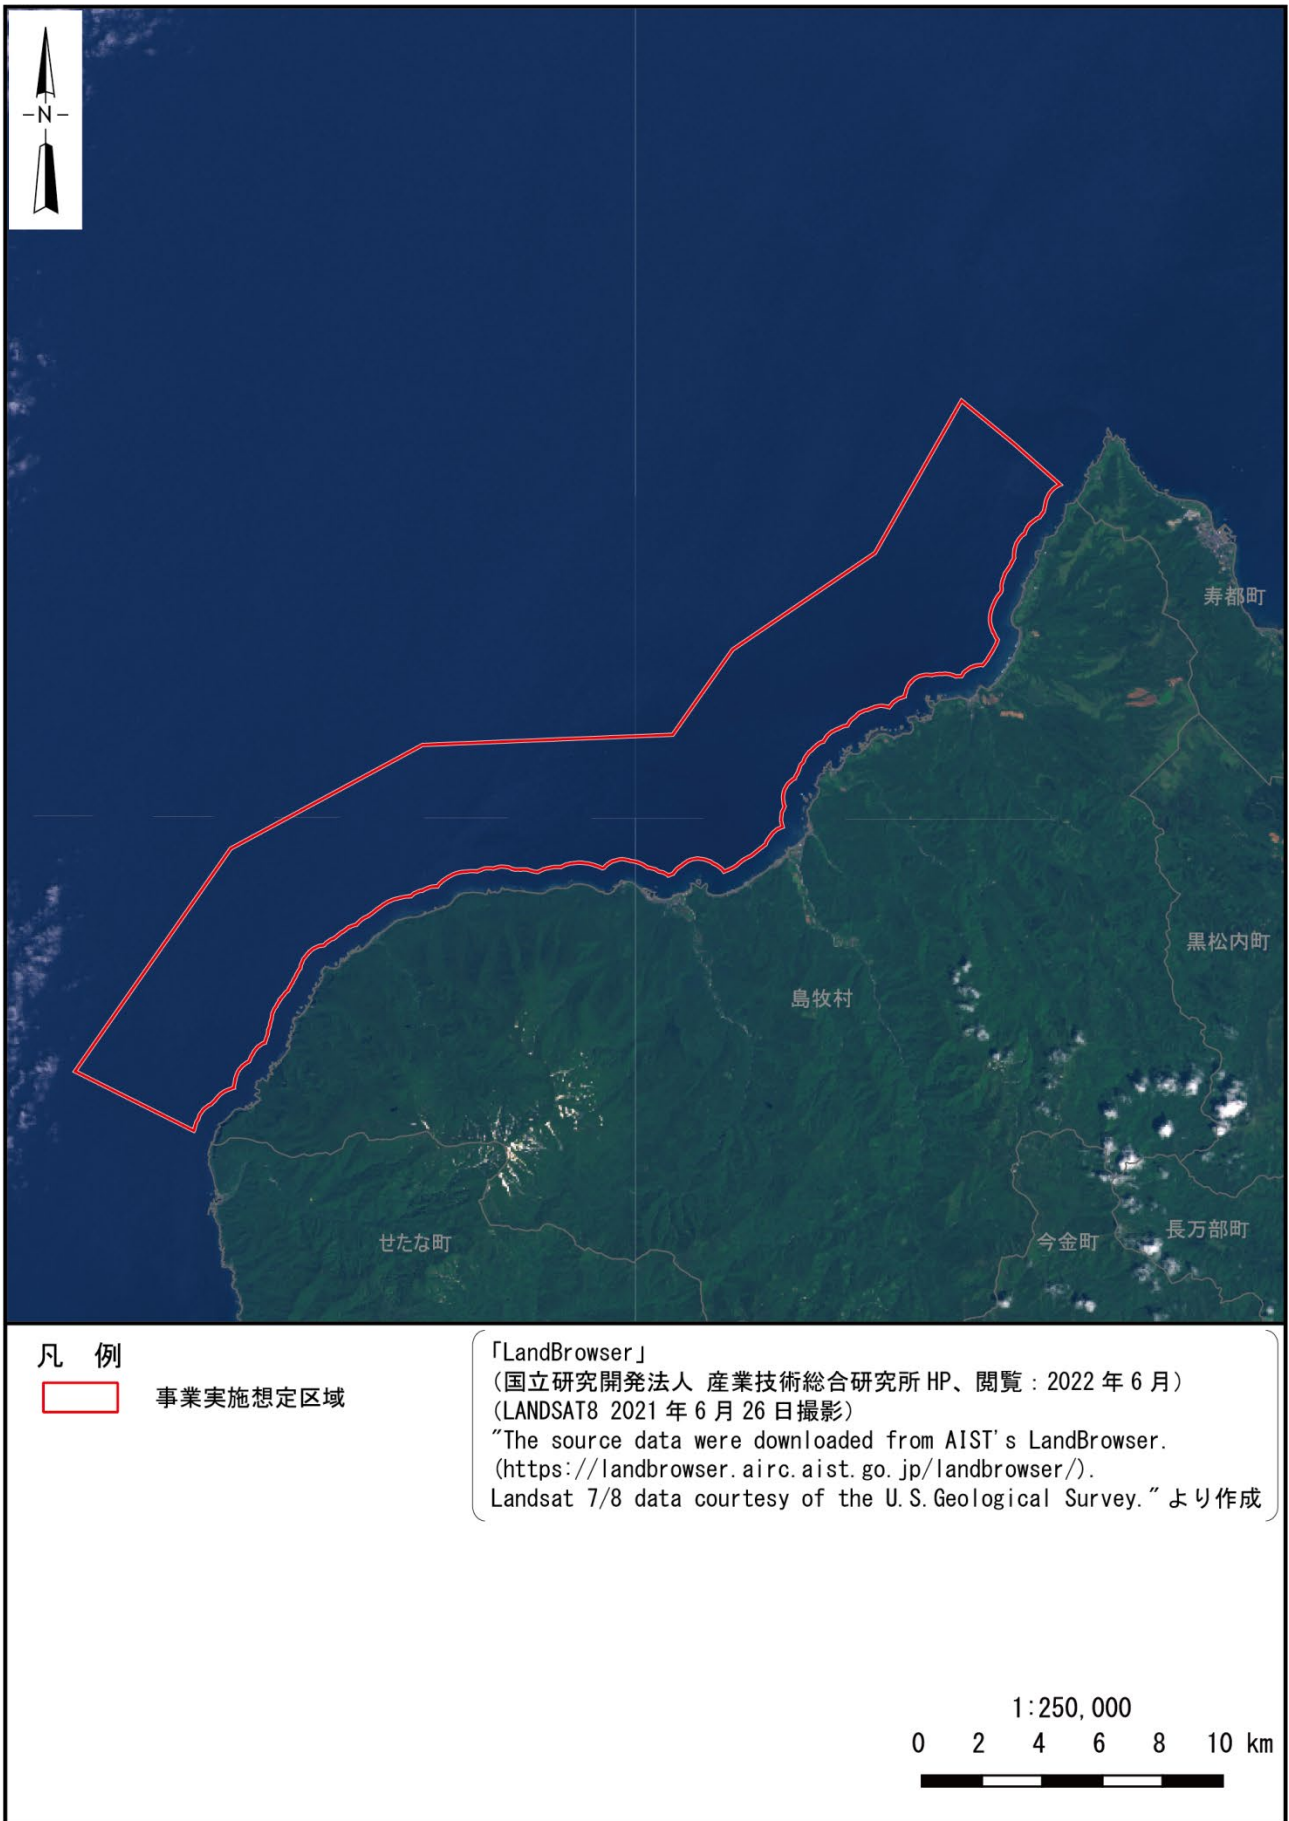 -N-
寿都町
黒松内町
島牧村
せたな町
今金町
長万部町
凡 例
事業実施想定区域
「LandBrowser」
(国立研究開発法人 産業技術総合研究所 HP、閲覧：2022 年 6 月)
(LANDSAT8 2021 年 6 月 26 日撮影)
"The source data were downloaded from AIST's LandBrowser.
(https://landbrowser.airc.aist.go.jp/landbrowser/).
Landsat 7/8 data courtesy of the U.S.Geological Survey." より作成
1:250,000
0 2 4 6 8 10 km